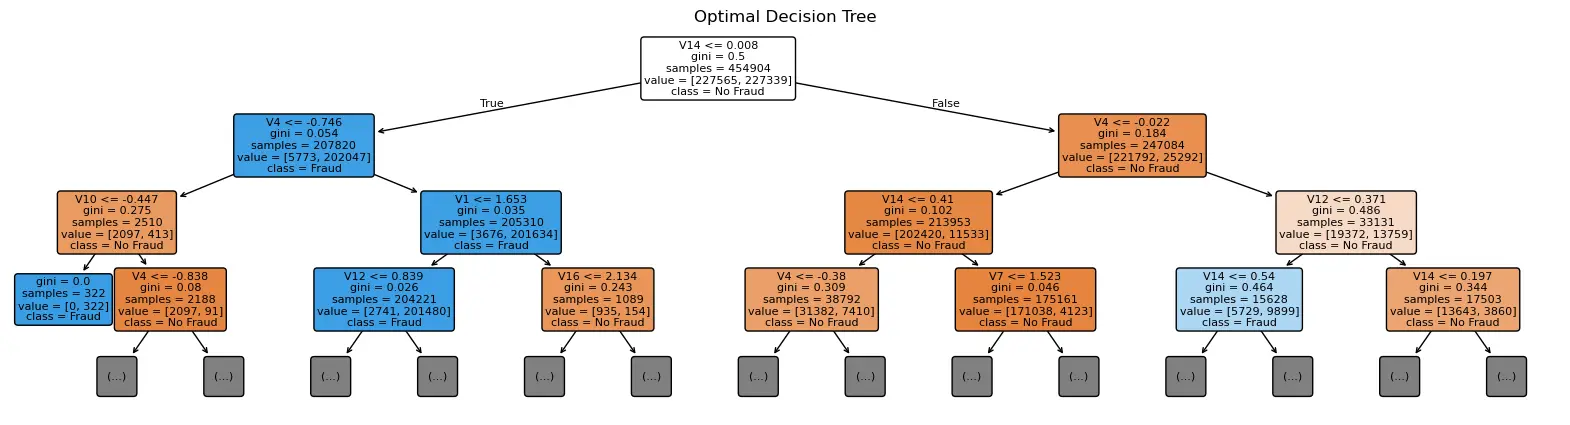 Optimal Decision Tree
V14 <= 0.008
gini = 0.5
samples = 454904
value = [227565, 227339]
class = No Fraud
True
False
V4 <= -0.746
gini = 0.054
samples = 207820
value = [5773, 202047]
class = Fraud
V4 <= -0.022
gini = 0.184
samples = 247084
value = [221792, 25292]
class = No Fraud
V10 <= -0.447
gini = 0.275
samples = 2510
value = [2097, 413]
class = No Fraud
V1 <= 1.653
gini = 0.035
samples = 205310
value = [3676, 201634]
class = Fraud
V14 <= 0.41
gini = 0.102
samples = 213953
value = [202420, 11533]
class = No Fraud
V12 <= 0.371
gini = 0.486
samples = 33131
value = [19372, 13759]
class = No Fraud
gini = 0.0
samples = 322
value = [0, 322]
class = Fraud
V4 <= -0.838
gini = 0.08
samples = 2188
value = [2097, 91]
class = No Fraud
V12 <= 0.839
gini = 0.026
samples = 204221
value = [2741, 201480]
class = Fraud
V16 <= 2.134
gini = 0.243
samples = 1089
value = [935, 154]
class = No Fraud
V4 <= -0.38
gini = 0.309
samples = 38792
value = [31382, 7410]
class = No Fraud
V7 <= 1.523
gini = 0.046
samples = 175161
value = [171038, 4123]
class = No Fraud
V14 <= 0.54
gini = 0.464
samples = 15628
value = [5729, 9899]
class = Fraud
V14 <= 0.197
gini = 0.344
samples = 17503
value = [13643, 3860]
class = No Fraud
(...)
(...)
(...)
(...)
(...)
(...)
(...)
(...)
(...)
(...)
(...)
(...)
(...)
(...)